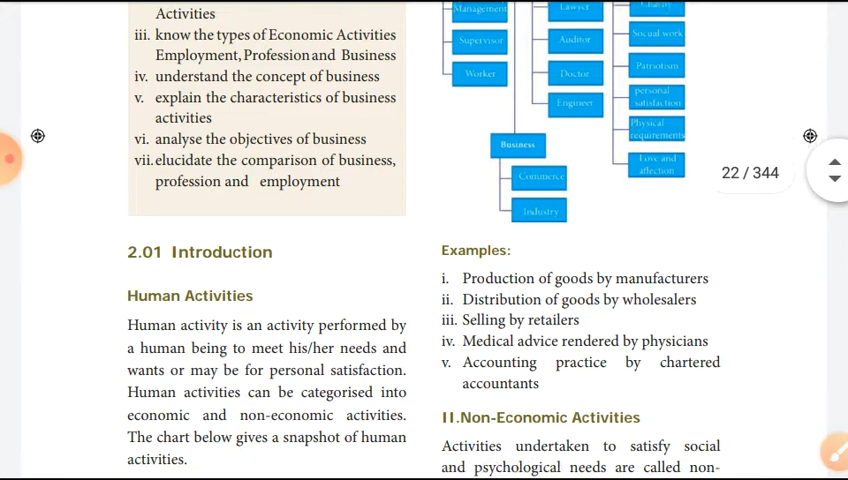 Activities
iii. know the types of Economic Activities
Employment, Profession and Business
iv. understand the concept of business
v. explain the characteristics of business
activities
vi. analyse the objectives of business
vii. elucidate the comparison of business,
profession and employment
Management
Supervisor
Worker
Lawyer
Auditor
Doctor
Engineer
Charity
Socual work
Patriotism
personal
satisfaction
Physical
requirements
Love and
affection
Business
Commerce
Industry
22 / 344
2.01 Introduction
Human Activities
Human activity is an activity performed by
a human being to meet his/her needs and
wants or may be for personal satisfaction.
Human activities can be categorised into
economic and non-economic activities.
The chart below gives a snapshot of human
activities.
Examples:
i. Production of goods by manufacturers
ii. Distribution of goods by wholesalers
iii. Selling by retailers
iv. Medical advice rendered by physicians
v. Accounting practice by chartered
accountants
II.Non-Economic Activities
Activities undertaken to satisfy social
and psychological needs are called non-